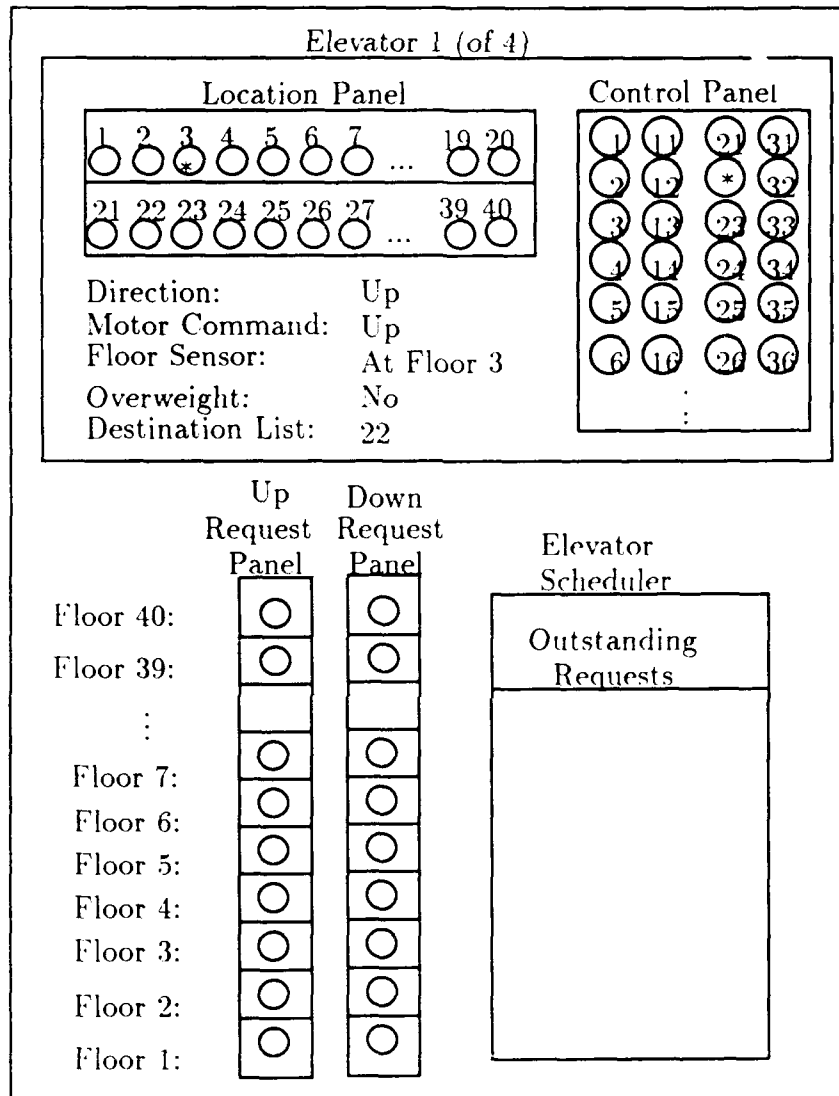 Elevator 1 (of 4)
Location Panel
1 2 3 4 5 6 7 ... 19 20
*
21 22 23 24 25 26 27 ... 39 40
Control Panel
1 11 21 31
2 12 * 32
3 13 23 33
4 14 24 34
5 15 25 35
6 16 26 36
⋮
Direction: Up
Motor Command: Up
Floor Sensor: At Floor 3
Overweight: No
Destination List: 22
Up
Request
Panel
Down
Request
Panel
Elevator
Scheduler
Outstanding
Requests
Floor 40:
Floor 39:
⋮
Floor 7:
Floor 6:
Floor 5:
Floor 4:
Floor 3:
Floor 2:
Floor 1: